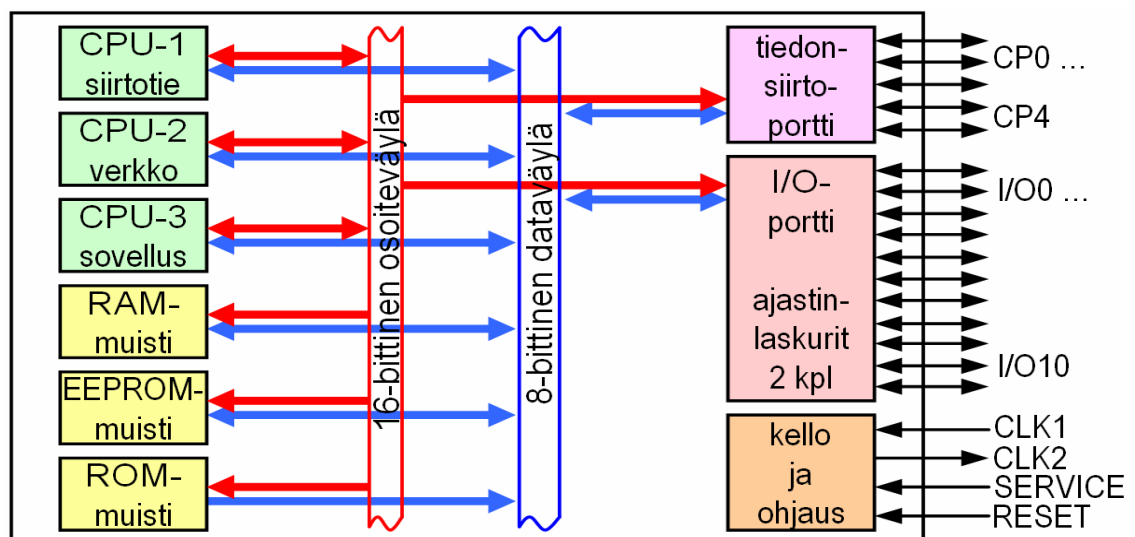 CPU-1
siirtotie
CPU-2
verkko
CPU-3
sovellus
RAM-
muisti
EEPROM-
muisti
ROM-
muisti
16-bittinen osoiteväylä
8-bittinen dataväylä
tiedon-
siirto-
portti
I/O-
portti
ajastin-
laskurit
2 kpl
kello
ja
ohjaus
CP0 ...
CP4
I/O0 ...
I/O10
CLK1
CLK2
SERVICE
RESET